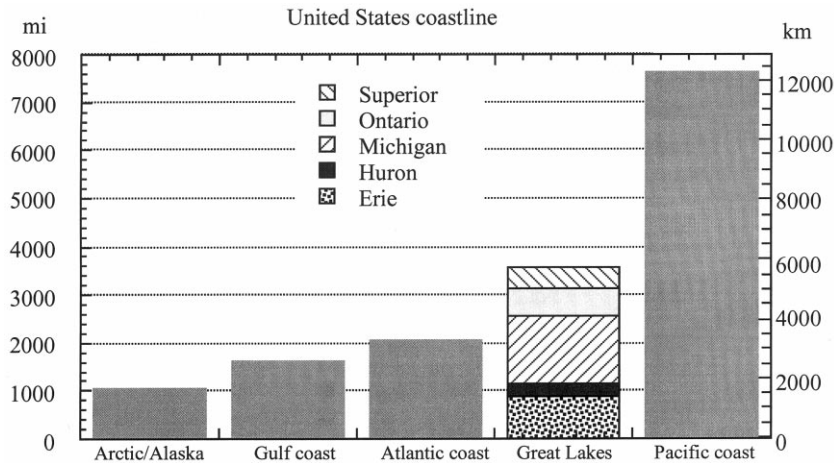 United States coastline
mi
km
8000
7000
6000
5000
4000
3000
2000
1000
0
12000
10000
8000
6000
4000
2000
0
Superior
Ontario
Michigan
Huron
Erie
Arctic/Alaska Gulf coast Atlantic coast Great Lakes Pacific coast